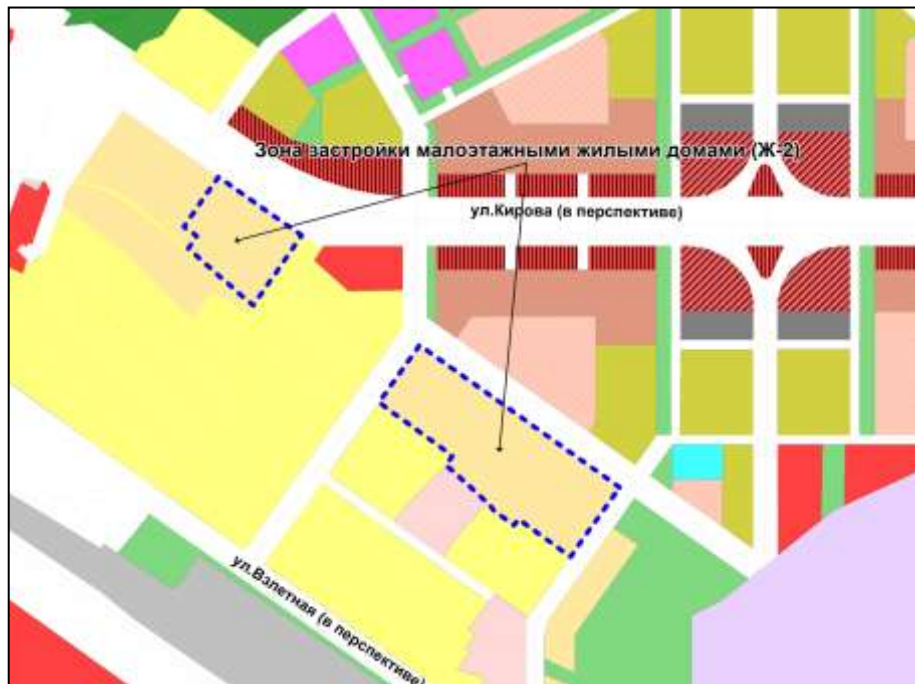 Зона застройки малоэтажными жилыми домами (Ж-2)
ул.Кирова (в перспективе)
ул.Взлетная (в перспективе)